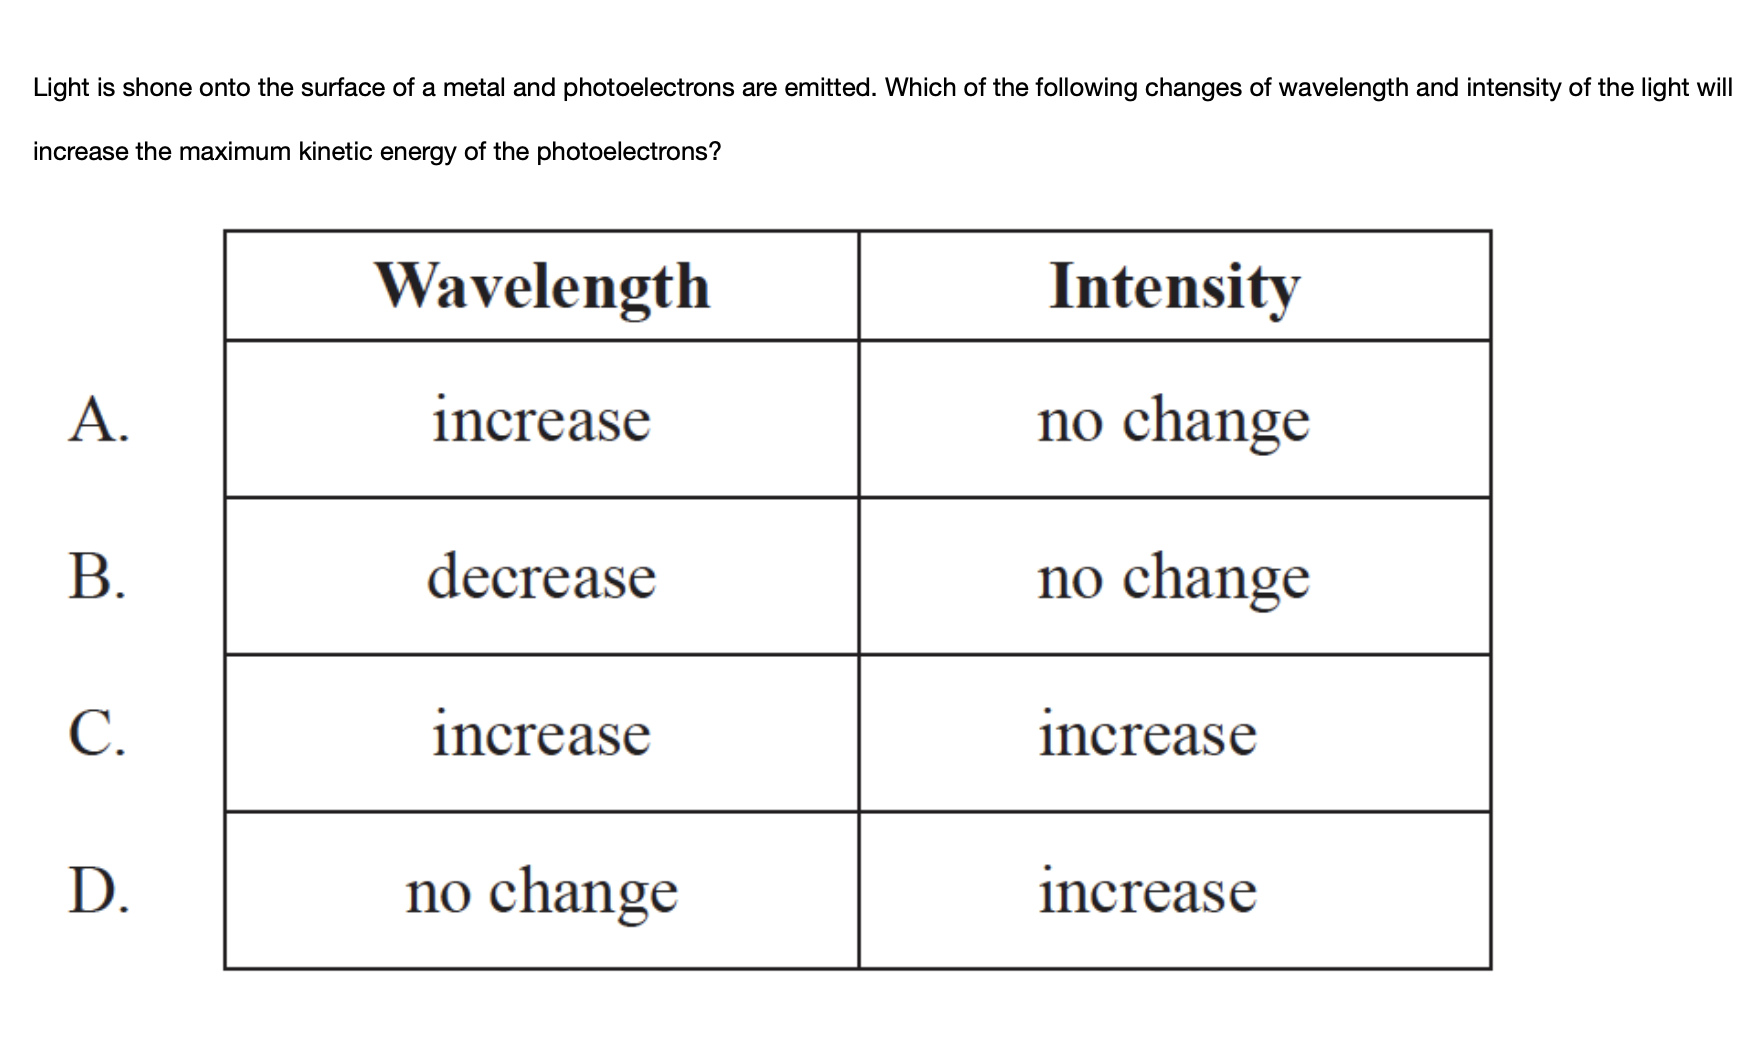 Light is shone onto the surface of a metal and photoelectrons are emitted. Which of the following changes of wavelength and intensity of the light will
increase the maximum kinetic energy of the photoelectrons?
Wavelength Intensity
A. increase no change
B. decrease no change
C. increase increase
D. no change increase